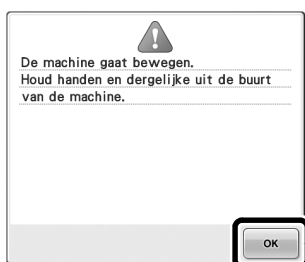 De machine gaat bewegen.
Houd handen en dergelijke uit de buurt
van de machine.
OK